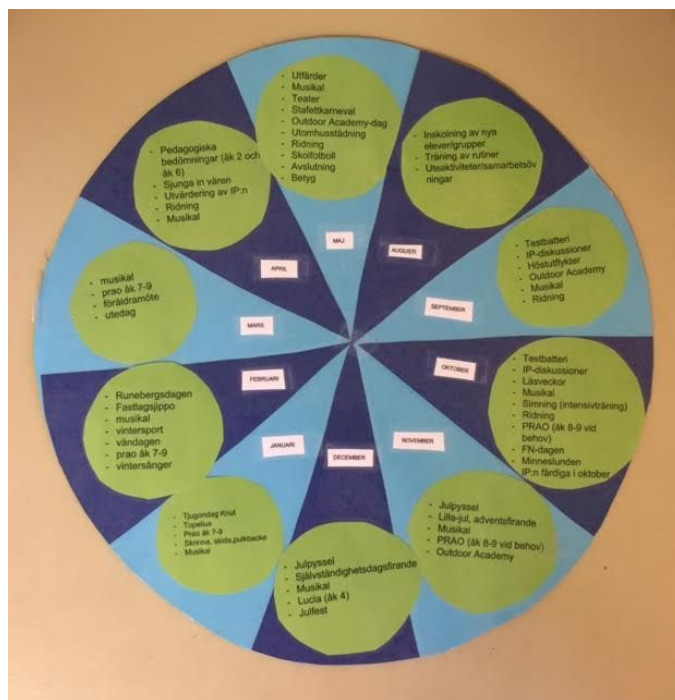 - Utfärder
- Musikal
- Teater
- Stafettkarneval
- Outdoor Academy-dag
- Utomhusstädning
- Ridning
- Skolfotboll
- Avslutning
- Betyg
MAJ
- Inskolning av nya
elever/grupper
- Träning av rutiner
- Uteaktiviteter/samarbetsöv
ningar
AUGUSTI
- Testbatteri
- IP-diskussioner
- Höstutflykter
- Outdoor Academy
- Musikal
- Ridning
SEPTEMBER
- Testbatteri
- IP-diskussioner
- Läsveckor
- Musikal
- Simning (intensivträning)
- Ridning
- PRAO (åk 8-9 vid
behov)
- FN-dagen
- Minneslunden
IP:n färdiga i oktober
OKTOBER
- Julpyssel
- Lilla-jul, adventsfirande
- Musikal
- PRAO (åk 8-9 vid behov)
- Outdoor Academy
NOVEMBER
- Julpyssel
- Självständighetsdagsfirande
- Musikal
- Lucia (åk 4)
- Julfest
DECEMBER
- Tjugondag Knut
- Topelius
- Prao åk 7-9
- Skrinna, skida,pulkbacke
- Musikal
JANUARI
- Runebergsdagen
- Fastlagsjippo
- musikal
- vintersport
- vändagen
- prao åk 7-9
- vintersånger
FEBRUARI
- musikal
- prao åk 7-9
- föräldramöte
- utedag
MARS
- Pedagogiska
bedömningar (åk 2 och
åk 6)
- Sjunga in våren
- Utvärdering av IP:n
- Ridning
- Musikal
APRIL